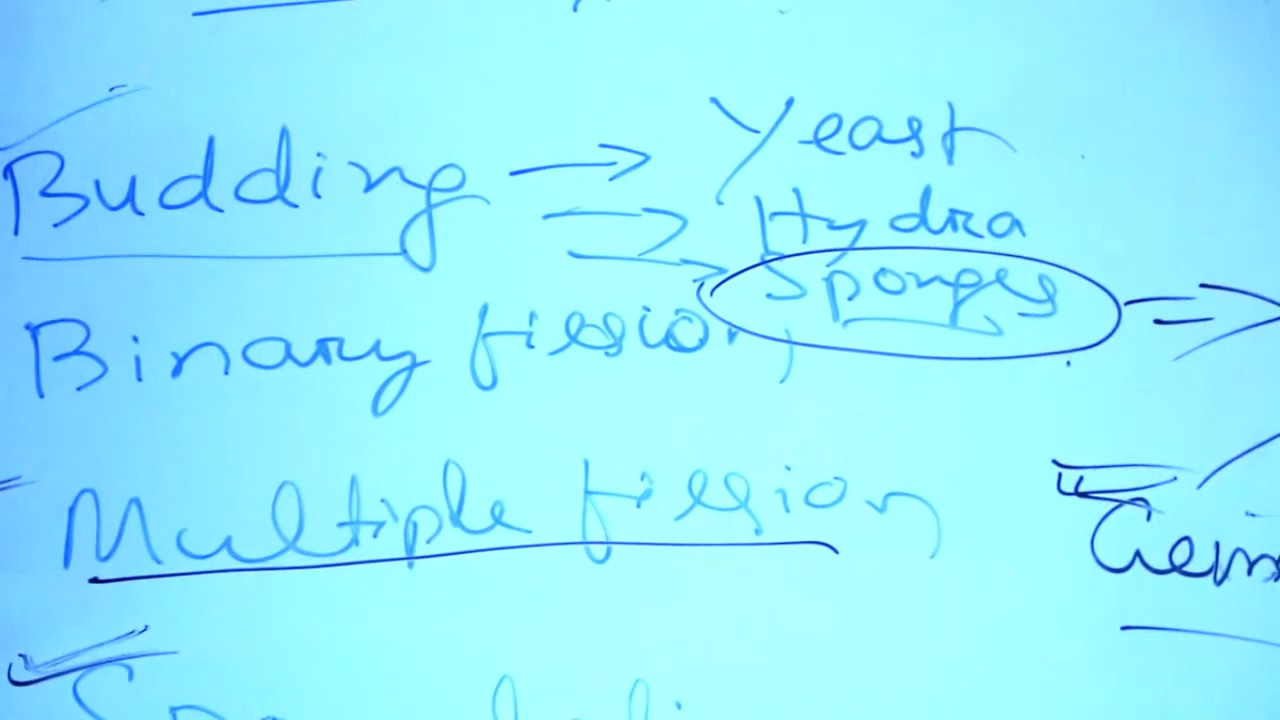 Budding → Yeast
→ Hydra
→ Sponges ⇒
Binary fission,
Multiple fission